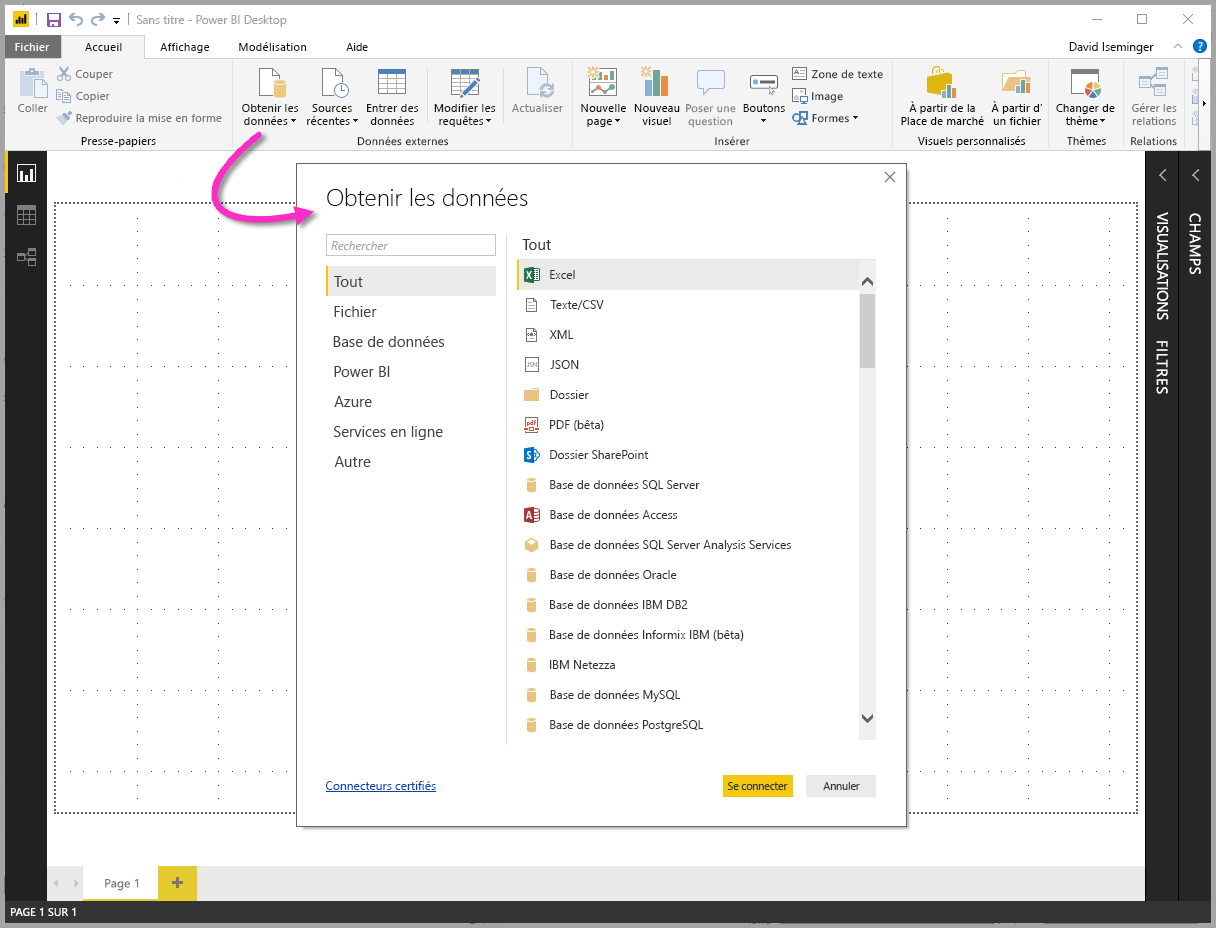 Sans titre - Power BI Desktop
Fichier
Accueil
Affichage
Modélisation
Aide
David Iseminger
Coller
Couper
Copier
Reproduire la mise en forme
Presse-papiers
Obtenir les
données
Sources
récentes
Entrer des
données
Modifier les
requêtes
Actualiser
Données externes
Nouvelle
page
Nouveau
visuel
Poser une
question
Boutons
Zone de texte
Image
Formes
Insérer
À partir de la
Place de marché
À partir d'
un fichier
Visuels personnalisés
Changer de
thème
Thèmes
Gérer les
relations
Relations
Obtenir les données
Rechercher
Tout
Fichier
Base de données
Power BI
Azure
Services en ligne
Autre
Tout
Excel
Texte/CSV
XML
JSON
Dossier
PDF (bêta)
Dossier SharePoint
Base de données SQL Server
Base de données Access
Base de données SQL Server Analysis Services
Base de données Oracle
Base de données IBM DB2
Base de données Informix IBM (bêta)
IBM Netezza
Base de données MySQL
Base de données PostgreSQL
Connecteurs certifiés
Se connecter
Annuler
VISUALISATIONS
FILTRES
CHAMPS
Page 1
PAGE 1 SUR 1